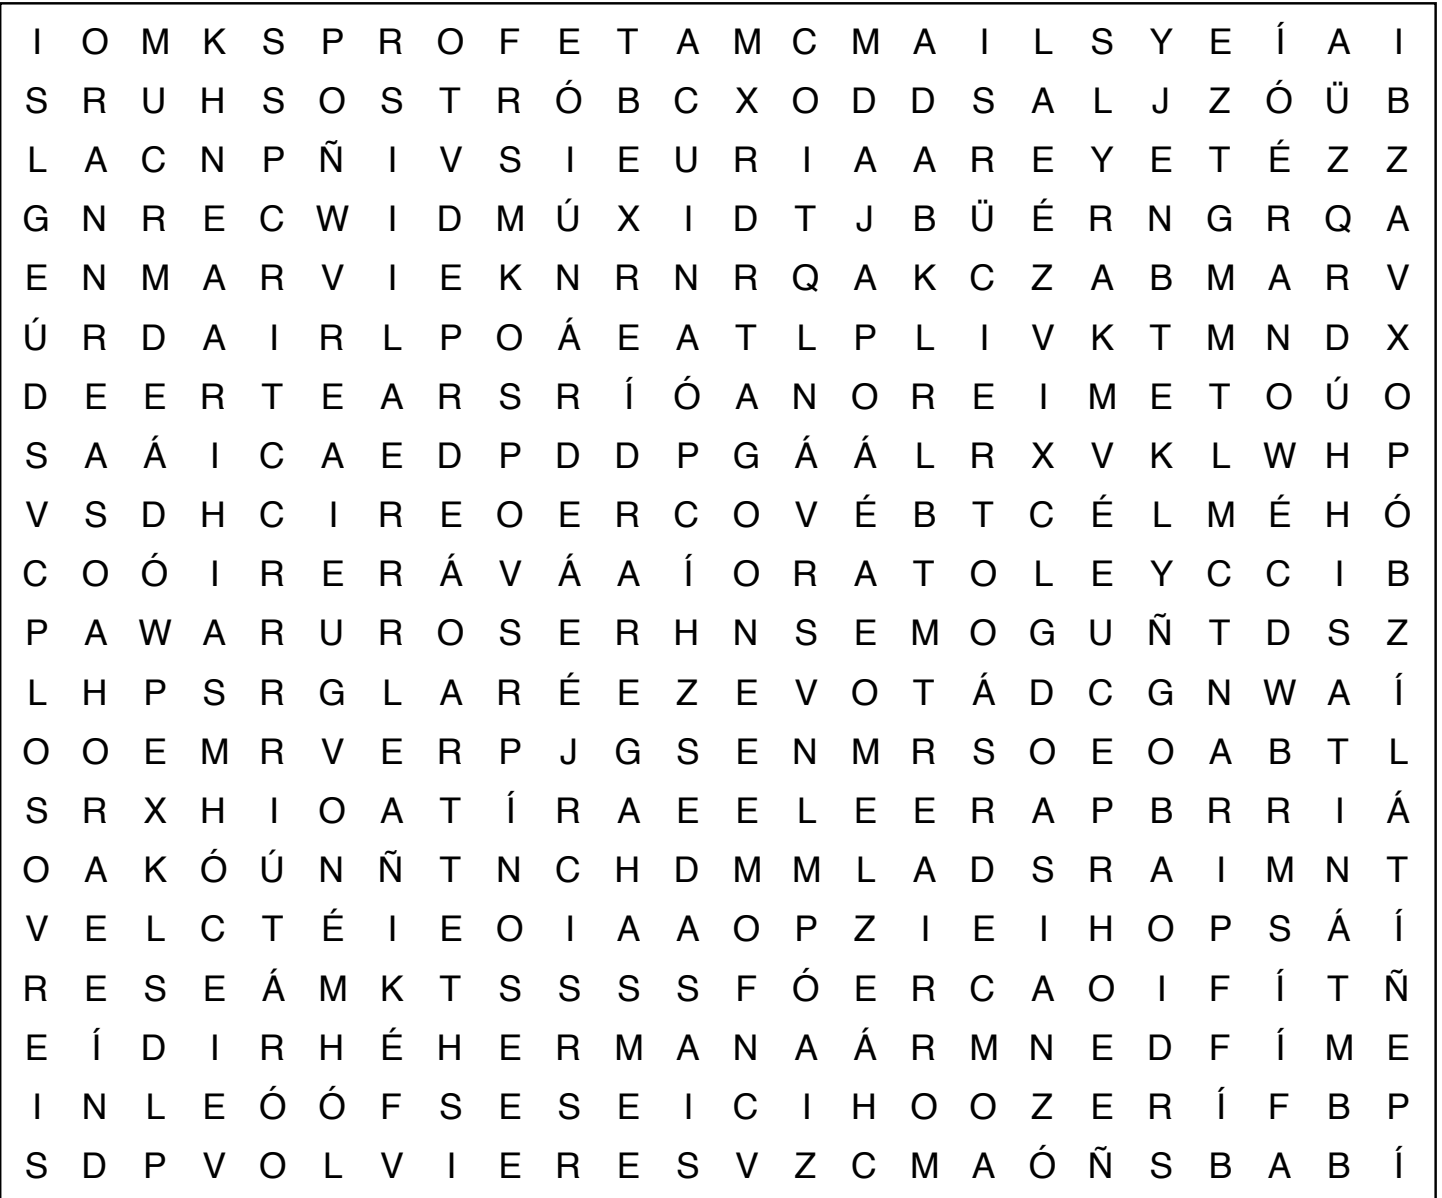 I O M K S P R O F E T A M C M A I L S Y E Í A I
S R U H S O S T R Ó B C X O D D S A L J Z Ó Ü B
L A C N P Ñ I V S I E U R I A A R E Y E T É Z Z
G N R E C W I D M Ú X I D T J B Ü É R N G R Q A
E N M A R V I E K N R N R Q A K C Z A B M A R V
Ú R D A I R L P O Á E A T L P L I V K T M N D X
D E E R T E A R S R Í Ó A N O R E I M E T O Ú O
S A Á I C A E D P D D P G Á Á L R X V K L W H P
V S D H C I R E O E R C O V É B T C É L M É H Ó
C O Ó I R E R Á V Á A Í O R A T O L E Y C C I B
P A W A R U R O S E R H N S E M O G U Ñ T D S Z
L H P S R G L A R É E Z E V O T Á D C G N W A Í
O O E M R V E R P J G S E N M R S O E O A B T L
S R X H I O A T Í R A E E L E E R A P B R R I Á
O A K Ó Ú N Ñ T N C H D M M L A D S R A I M N T
V E L C T É I E O I A A O P Z I E I H O P S Á Í
R E S E Á M K T S S S S F Ó E R C A O I F Í T Ñ
E Í D I R H É H E R M A N A Á R M N E D F Í M E
I N L E Ó Ó F S E S E I C I H O O Z E R Í F B P
S D P V O L V I E R E S V Z C M A Ó Ñ S B A B Í